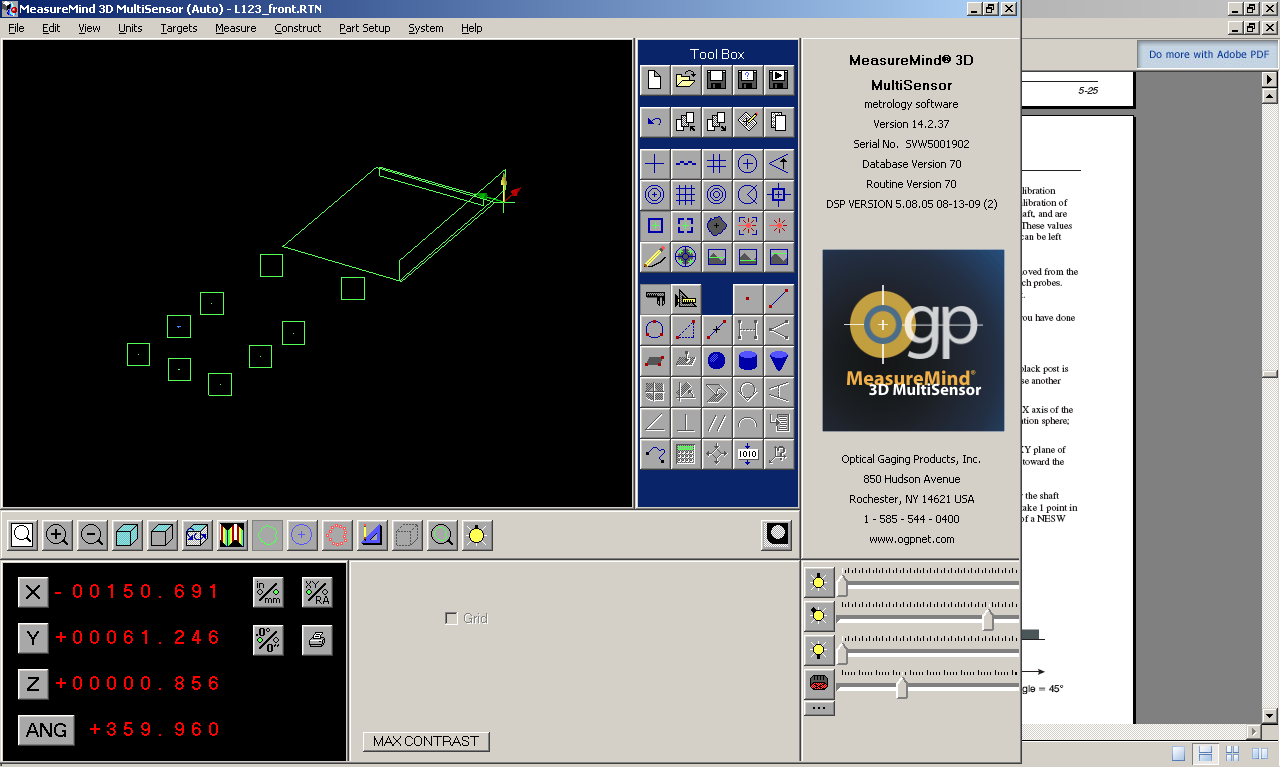 MeasureMind 3D MultiSensor (Auto) - L123_front.RTN
File Edit View Units Targets Measure Construct Part Setup System Help
Tool Box
MeasureMind® 3D
MultiSensor
metrology software
Version 14.2.37
Serial No. SVW5001902
Database Version 70
Routine Version 70
DSP VERSION 5.08.05 08-13-09 (2)
ogp
MeasureMind®
3D MultiSensor
Optical Gaging Products, Inc.
850 Hudson Avenue
Rochester, NY 14621 USA
1 - 585 - 544 - 0400
www.ogpnet.com
1010
X -00150.691
in/mm
XY/RA
Y +00061.246
.0°/0"
Z +00000.856
ANG +359.960
Grid
MAX CONTRAST
...
Do more with Adobe PDF
5-25
libration
libration of
aft, and are
These values
can be left
oved from the
ch probes.
t.
ou have done
black post is
se another
X axis of the
tion sphere;
XY plane of
toward the
y the shaft
ake 1 point in
of a NESW
gle = 45°